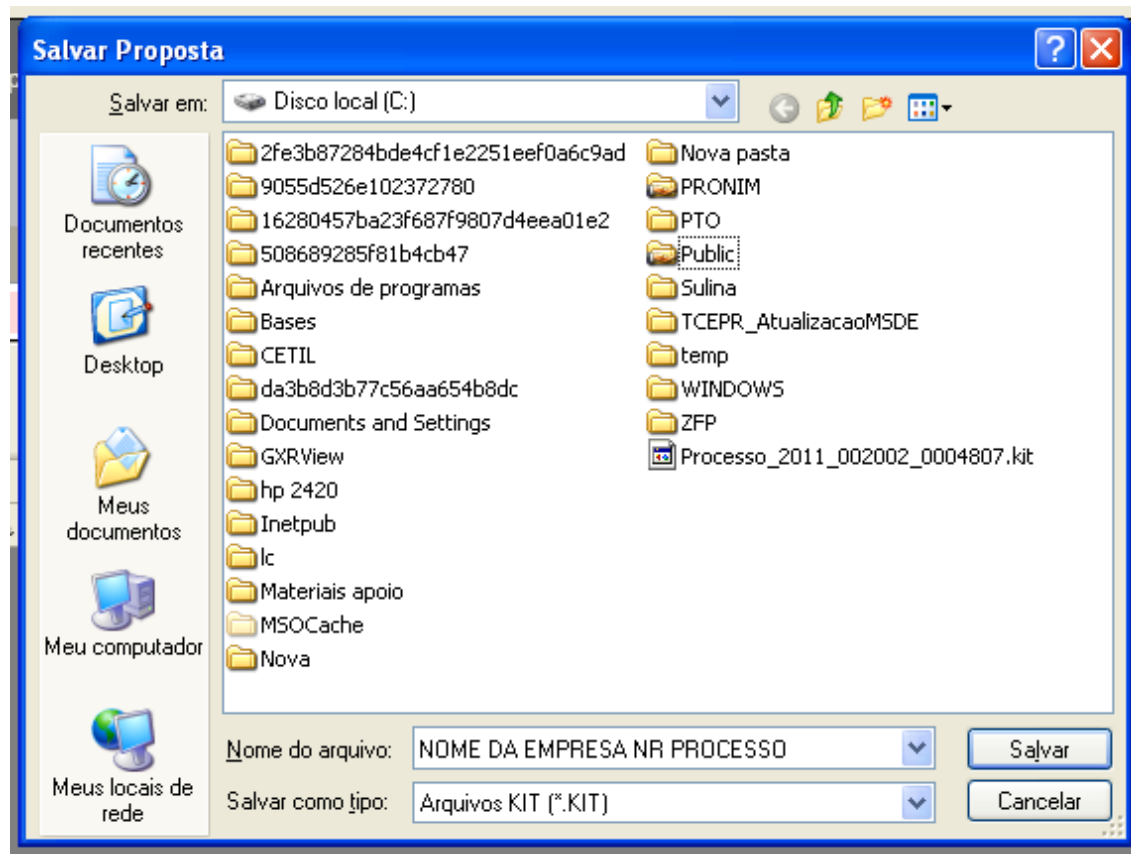 Salvar Proposta
Salvar em:
Disco local (C:)
Documentos
recentes
Desktop
Meus
documentos
Meu computador
Meus locais de
rede
2fe3b87284bde4cf1e2251eef0a6c9ad
9055d526e102372780
16280457ba23f687f9807d4eea01e2
508689285f81b4cb47
Arquivos de programas
Bases
CETIL
da3b8d3b77c56aa654b8dc
Documents and Settings
GXRView
hp 2420
Inetpub
lc
Materiais apoio
MSOCache
Nova
Nova pasta
PRONIM
PTO
Public
Sulina
TCEPR_AtualizacaoMSDE
temp
WINDOWS
ZFP
Processo_2011_002002_0004807.kit
Nome do arquivo:
NOME DA EMPRESA NR PROCESSO
Salvar
Salvar como tipo:
Arquivos KIT (*.KIT)
Cancelar